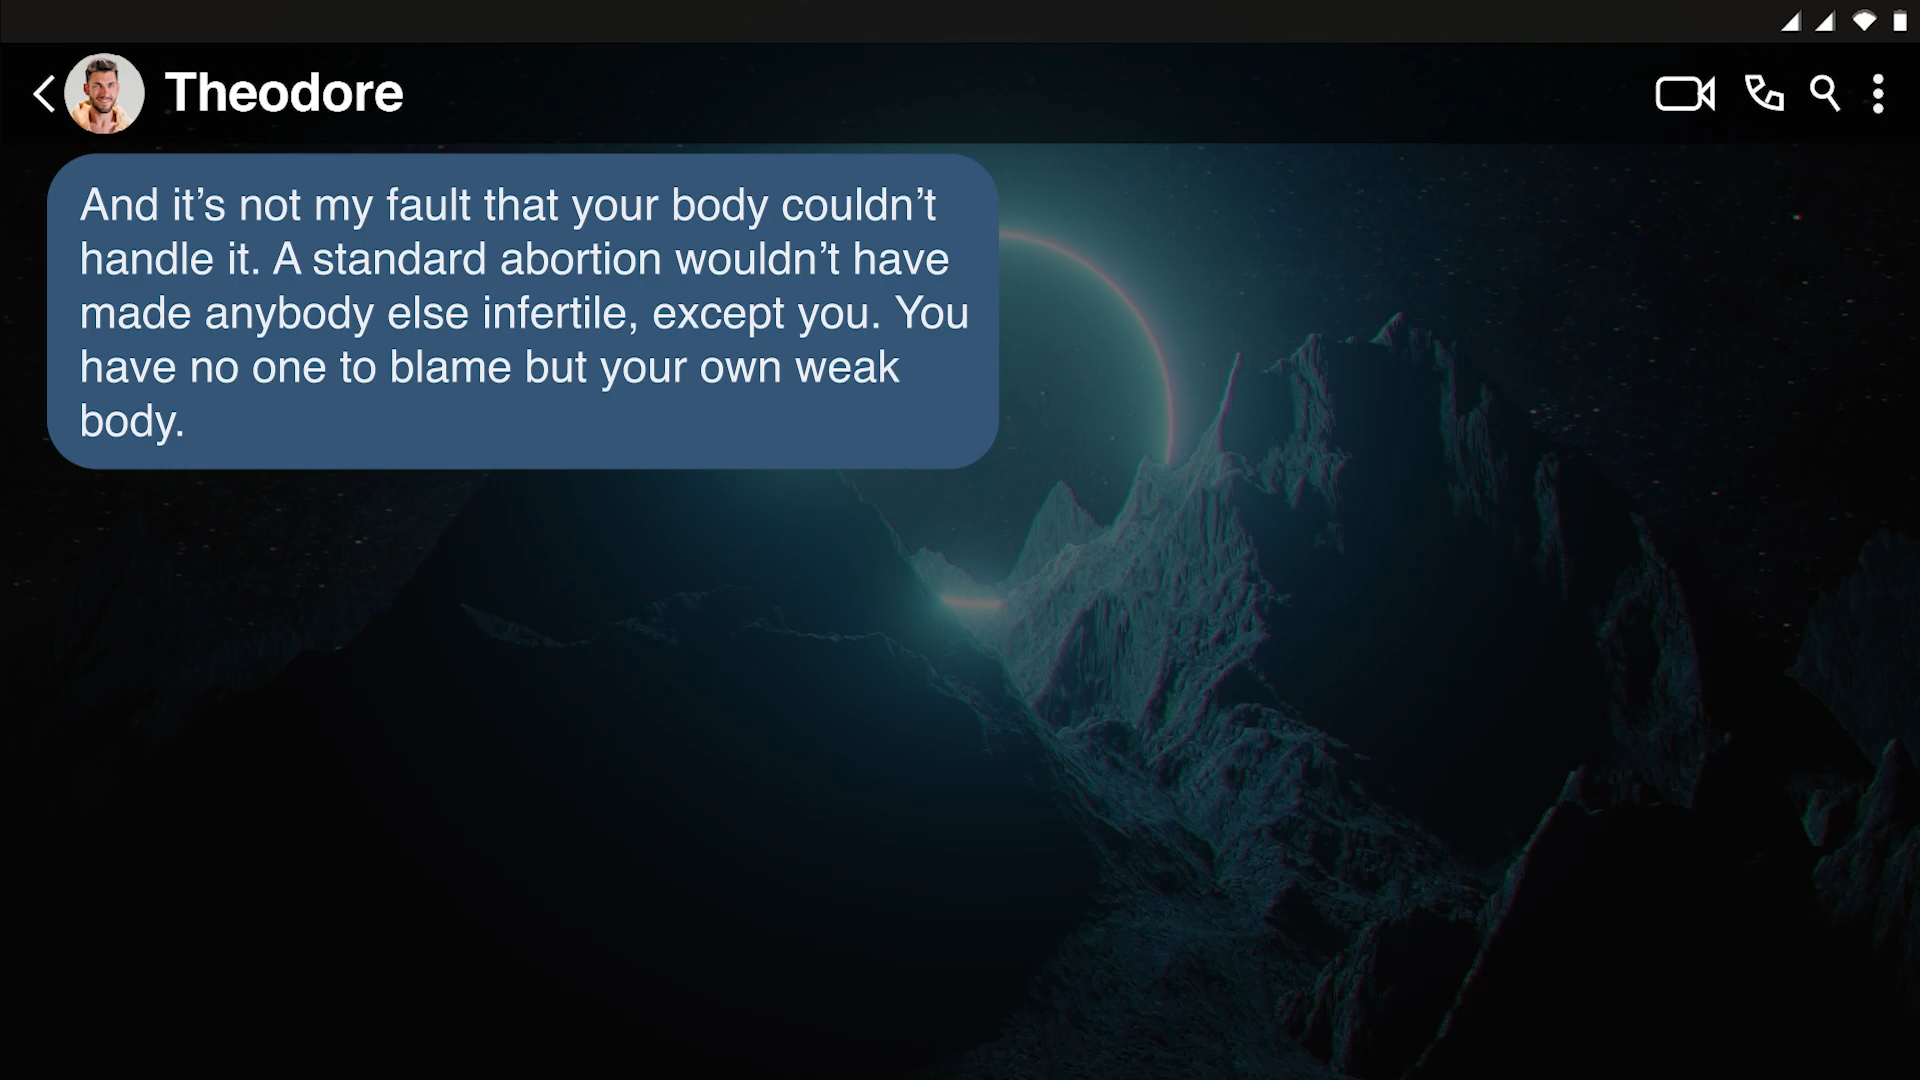 Theodore
And it’s not my fault that your body couldn’t
handle it. A standard abortion wouldn’t have
made anybody else infertile, except you. You
have no one to blame but your own weak
body.